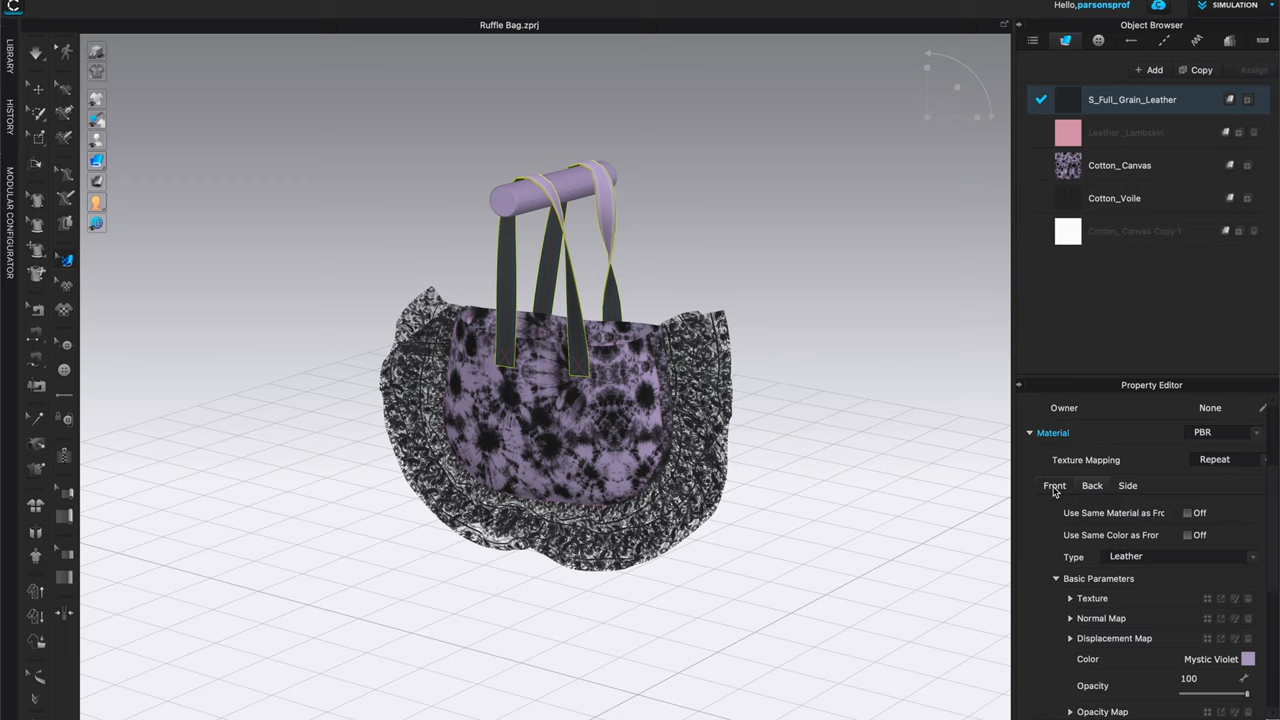 Hello,parsonsprof
SIMULATION
Ruffle Bag.zprj
Object Browser
LIBRARY
HISTORY
MODULAR CONFIGURATOR
+ Add
Copy
Assign
S_Full_Grain_Leather
Leather_Lambskin
Cotton_Canvas
Cotton_Voile
Cotton_Canvas Copy 1
Property Editor
Owner None
Material PBR
Texture Mapping Repeat
Front Back Side
Use Same Material as Frc Off
Use Same Color as Fror Off
Type Leather
Basic Parameters
Texture
Normal Map
Displacement Map
Color Mystic Violet
Opacity 100
Opacity Map